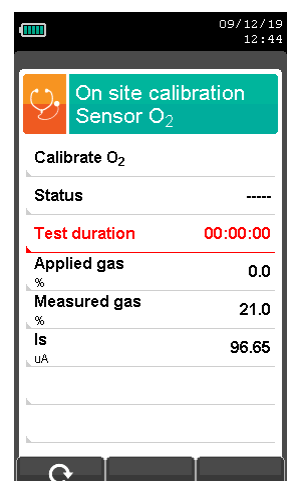 09/12/19
12:44
On site calibration
Sensor O₂
Calibrate O₂
Status -----
Test duration 00:00:00
Applied gas 0.0
%
Measured gas 21.0
%
Is 96.65
uA